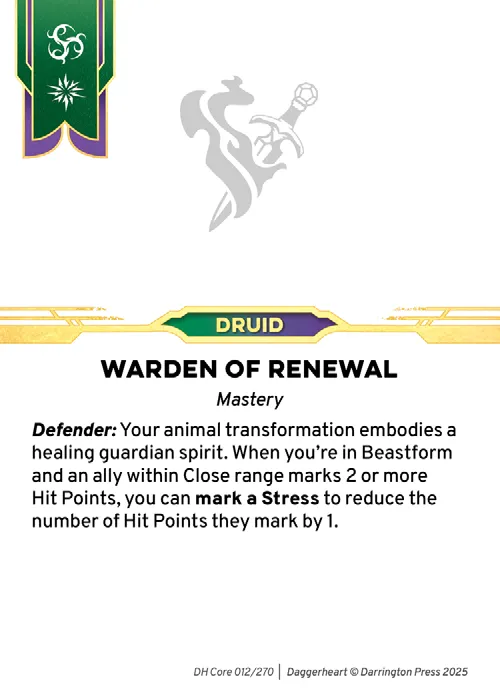 DRUID
WARDEN OF RENEWAL
Mastery
Defender: Your animal transformation embodies a
healing guardian spirit. When you’re in Beastform
and an ally within Close range marks 2 or more
Hit Points, you can mark a Stress to reduce the
number of Hit Points they mark by 1.
DH Core 012/270 | Daggerheart © Darrington Press 2025